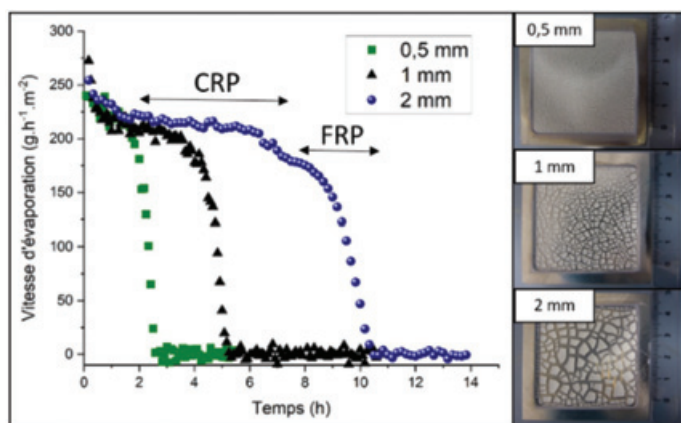 300
250
200
150
100
50
0
Vitesse d'évaporation (g.h⁻¹.m⁻²)
CRP
FRP
0,5 mm
1 mm
2 mm
0 2 4 6 8 10 12 14
Temps (h)
0,5 mm
1 mm
2 mm